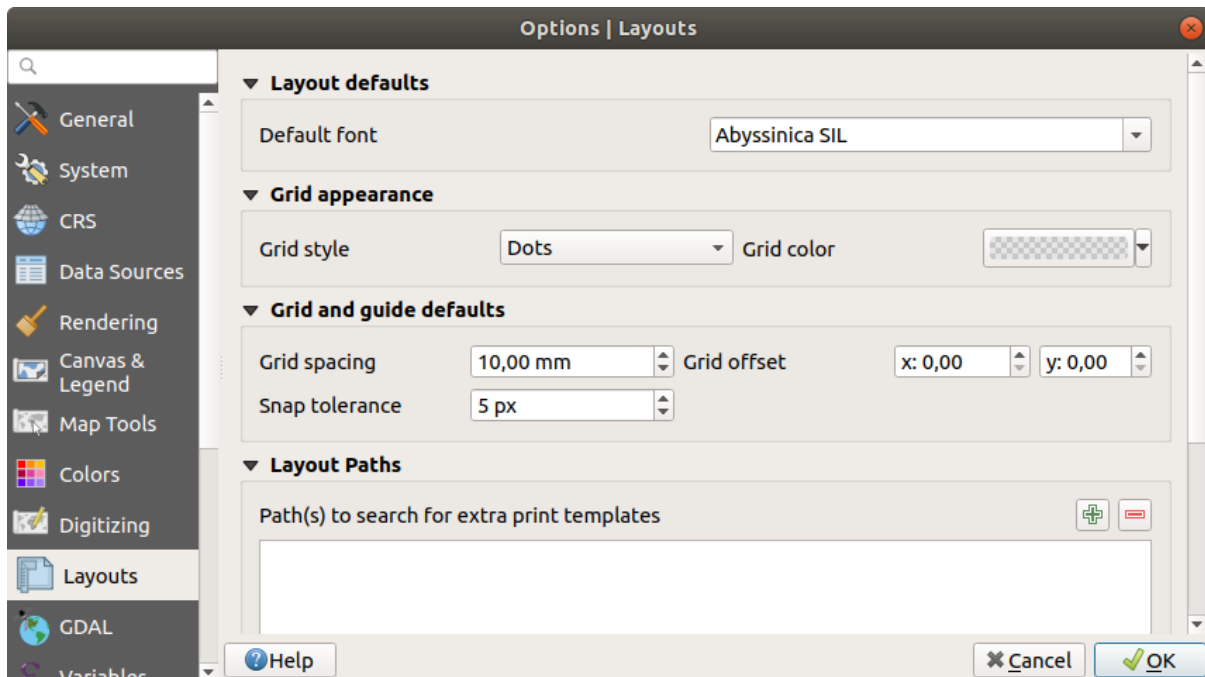 Options | Layouts
General
System
CRS
Data Sources
Rendering
Canvas &
Legend
Map Tools
Colors
Digitizing
Layouts
GDAL
Variables
Layout defaults
Default font
Abyssinica SIL
Grid appearance
Grid style
Dots
Grid color
Grid and guide defaults
Grid spacing
10,00 mm
Grid offset
x: 0,00
y: 0,00
Snap tolerance
5 px
Layout Paths
Path(s) to search for extra print templates
Help
Cancel
OK